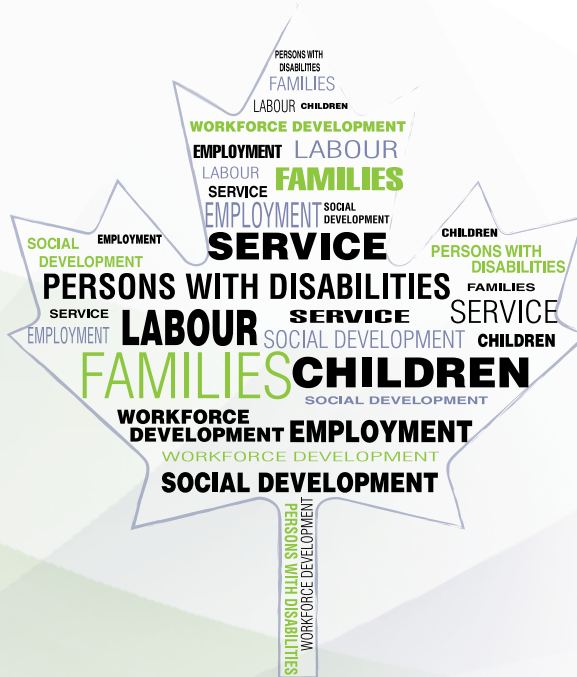 PERSONS WITH
DISABILITIES
FAMILIES
LABOUR CHILDREN
WORKFORCE DEVELOPMENT
EMPLOYMENT LABOUR
LABOUR FAMILIES
SERVICE
EMPLOYMENT SOCIAL
DEVELOPMENT
SERVICE
SOCIAL
DEVELOPMENT
EMPLOYMENT
CHILDREN
PERSONS WITH
DISABILITIES
PERSONS WITH DISABILITIES FAMILIES
SERVICE SERVICE SERVICE
EMPLOYMENT LABOUR SOCIAL DEVELOPMENT CHILDREN
FAMILIES CHILDREN
SOCIAL DEVELOPMENT
WORKFORCE
DEVELOPMENT EMPLOYMENT
WORKFORCE DEVELOPMENT
SOCIAL DEVELOPMENT
PERSONS WITH DISABILITIES
WORKFORCE DEVELOPMENT